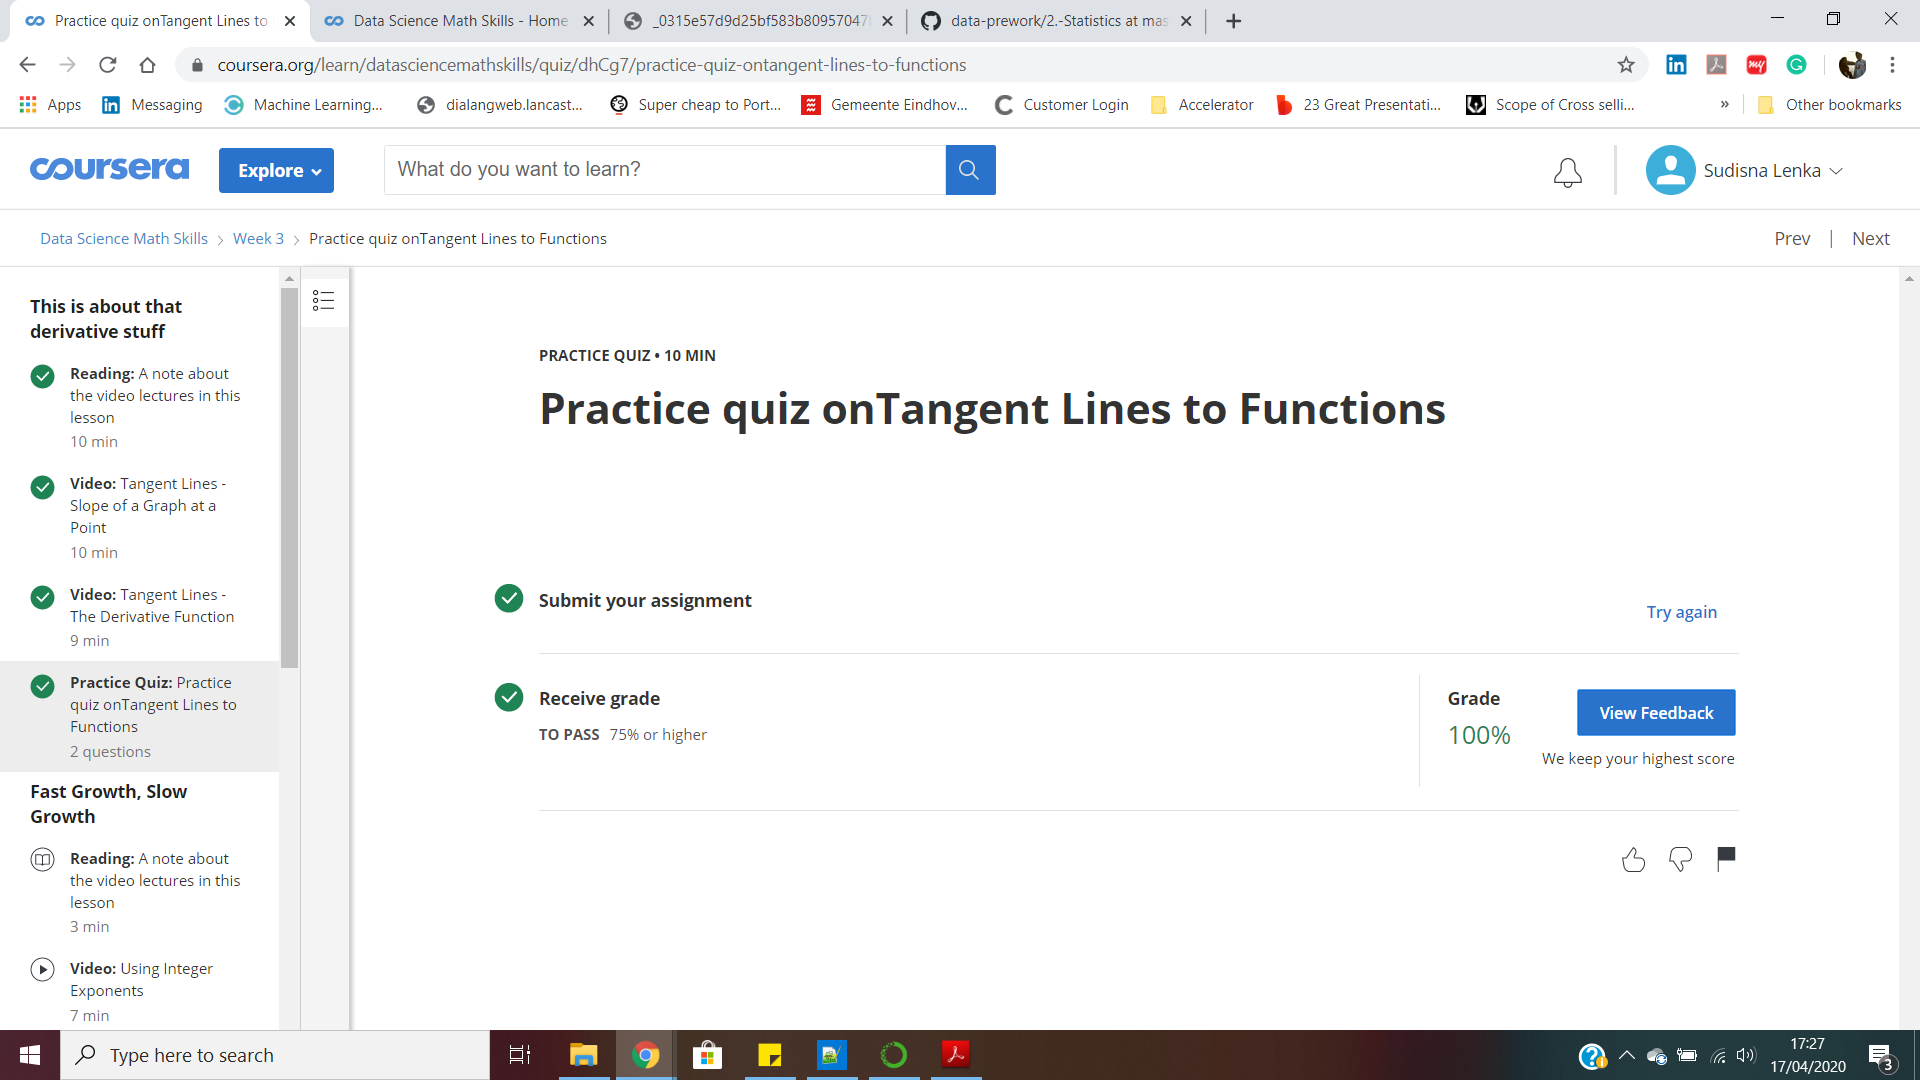 Practice quiz onTangent Lines to
Data Science Math Skills - Home
_0315e57d9d25bf583b80957047
data-prework/2.-Statistics at mas
coursera.org/learn/datasciencemathskills/quiz/dhCg7/practice-quiz-ontangent-lines-to-functions
Apps
Messaging
Machine Learning...
dialangweb.lancast...
Super cheap to Port...
Gemeente Eindhov...
Customer Login
Accelerator
23 Great Presentati...
Scope of Cross selli...
»
Other bookmarks
coursera
Explore
What do you want to learn?
Sudisna Lenka
Data Science Math Skills > Week 3 > Practice quiz onTangent Lines to Functions
Prev | Next
This is about that
derivative stuff
Reading: A note about
the video lectures in this
lesson
10 min
Video: Tangent Lines -
Slope of a Graph at a
Point
10 min
Video: Tangent Lines -
The Derivative Function
9 min
Practice Quiz: Practice
quiz onTangent Lines to
Functions
2 questions
Fast Growth, Slow
Growth
Reading: A note about
the video lectures in this
lesson
3 min
Video: Using Integer
Exponents
7 min
PRACTICE QUIZ • 10 MIN
Practice quiz onTangent Lines to Functions
Submit your assignment
Try again
Receive grade
TO PASS 75% or higher
Grade
100%
View Feedback
We keep your highest score
Type here to search
17:27
17/04/2020
3